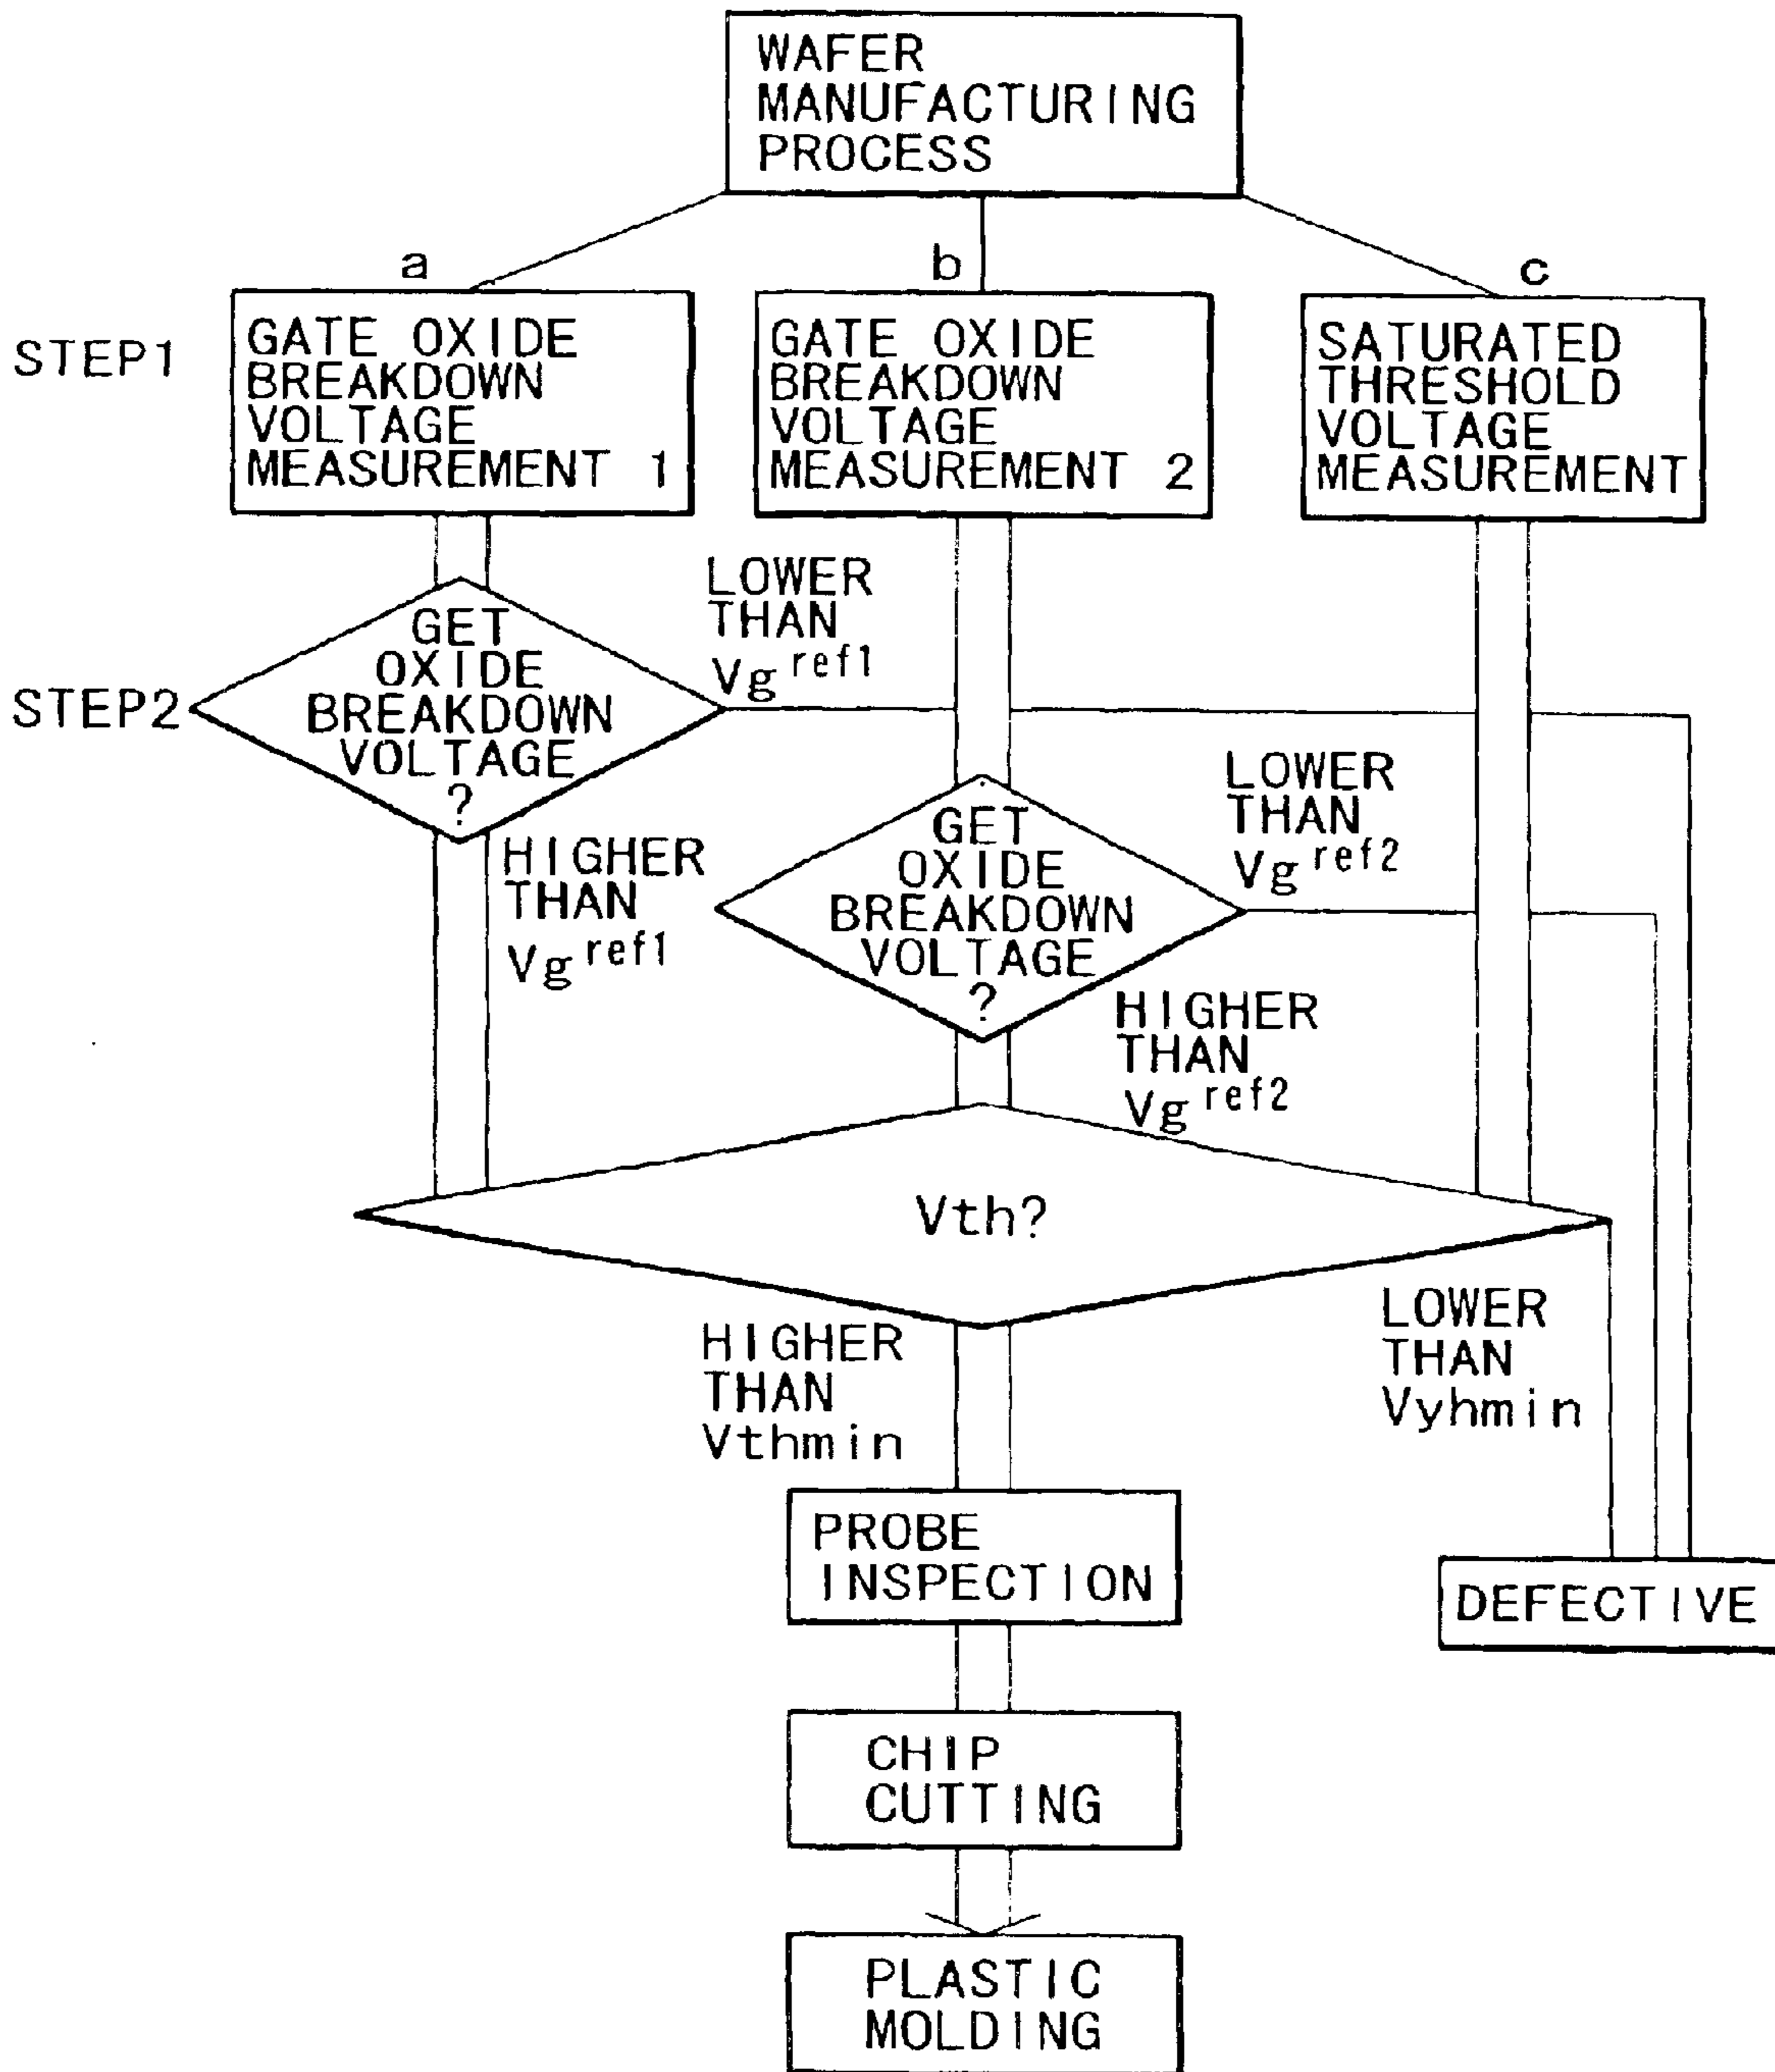 WAFER
MANUFACTURING
PROCESS
a
b
c
STEP1
GATE OXIDE
BREAKDOWN
VOLTAGE
MEASUREMENT 1
GATE OXIDE
BREAKDOWN
VOLTAGE
MEASUREMENT 2
SATURATED
THRESHOLD
VOLTAGE
MEASUREMENT
STEP2
GET
OXIDE
BREAKDOWN
VOLTAGE
?
LOWER
THAN
Vg ref1
HIGHER
THAN
Vg ref1
GET
OXIDE
BREAKDOWN
VOLTAGE
?
LOWER
THAN
Vg ref2
HIGHER
THAN
Vg ref2
Vth?
HIGHER
THAN
Vthmin
LOWER
THAN
Vyhmin
PROBE
INSPECTION
DEFECTIVE
CHIP
CUTTING
PLASTIC
MOLDING